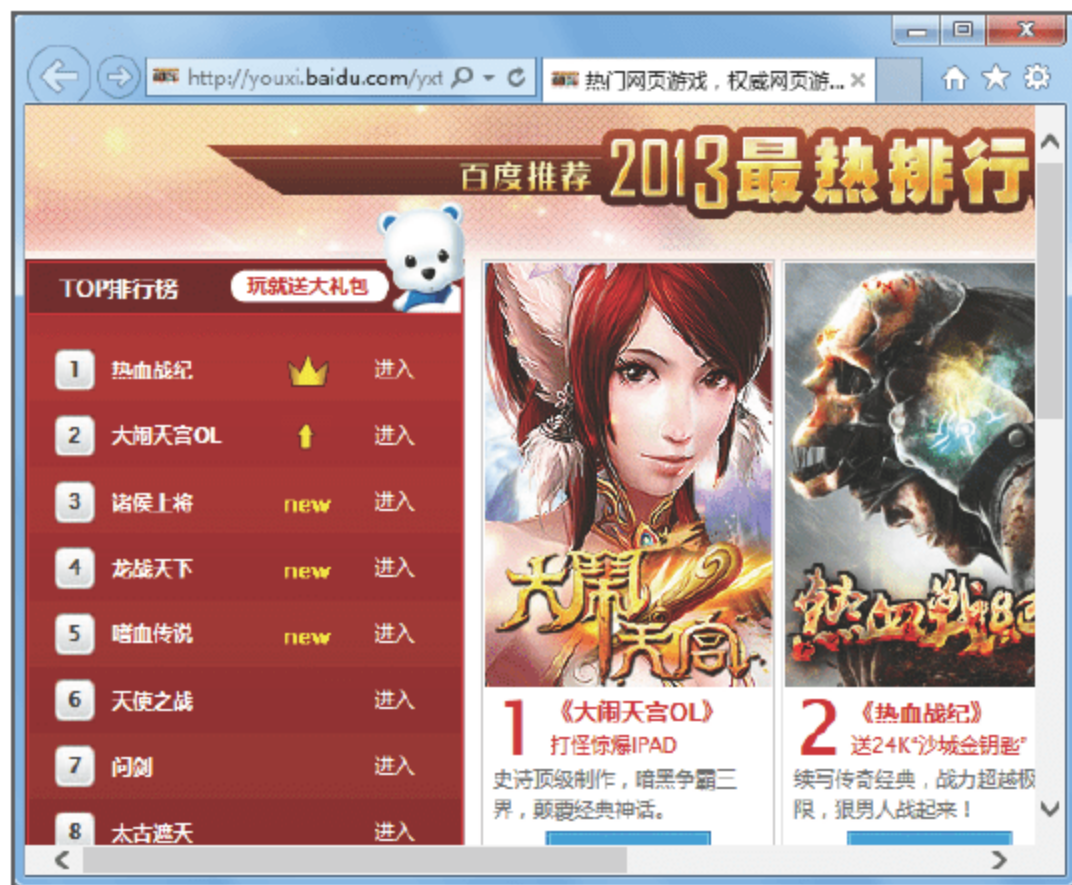 http://youxi.baidu.com/yxt
热门网页游戏，权威网页游...
百度推荐 2013最热排行
TOP排行榜 玩就送大礼包
1 热血战纪 进入
2 大闹天宫OL 进入
3 诸侯上将 new 进入
4 龙战天下 new 进入
5 嗜血传说 new 进入
6 天使之战 进入
7 问剑 进入
8 太古遮天 进入
大鬧天宫
1 《大闹天宫OL》
打怪惊爆IPAD
史诗顶级制作，暗黑争霸三
界，颠覆经典神话。
熱血戰紀
2 《热血战纪》
送24K“沙城金钥匙”
续写传奇经典，战力超越极
限，狠男人战起来！